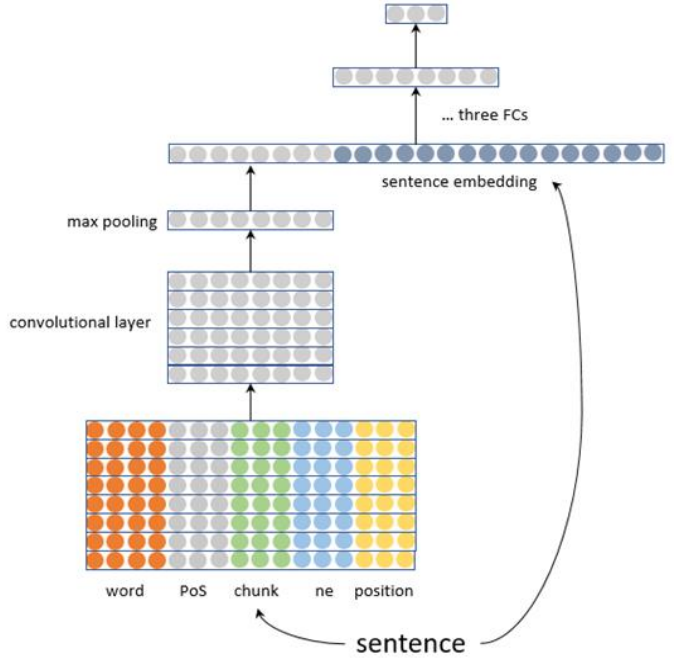 ... three FCs
sentence embedding
max pooling
convolutional layer
word PoS chunk ne position
sentence